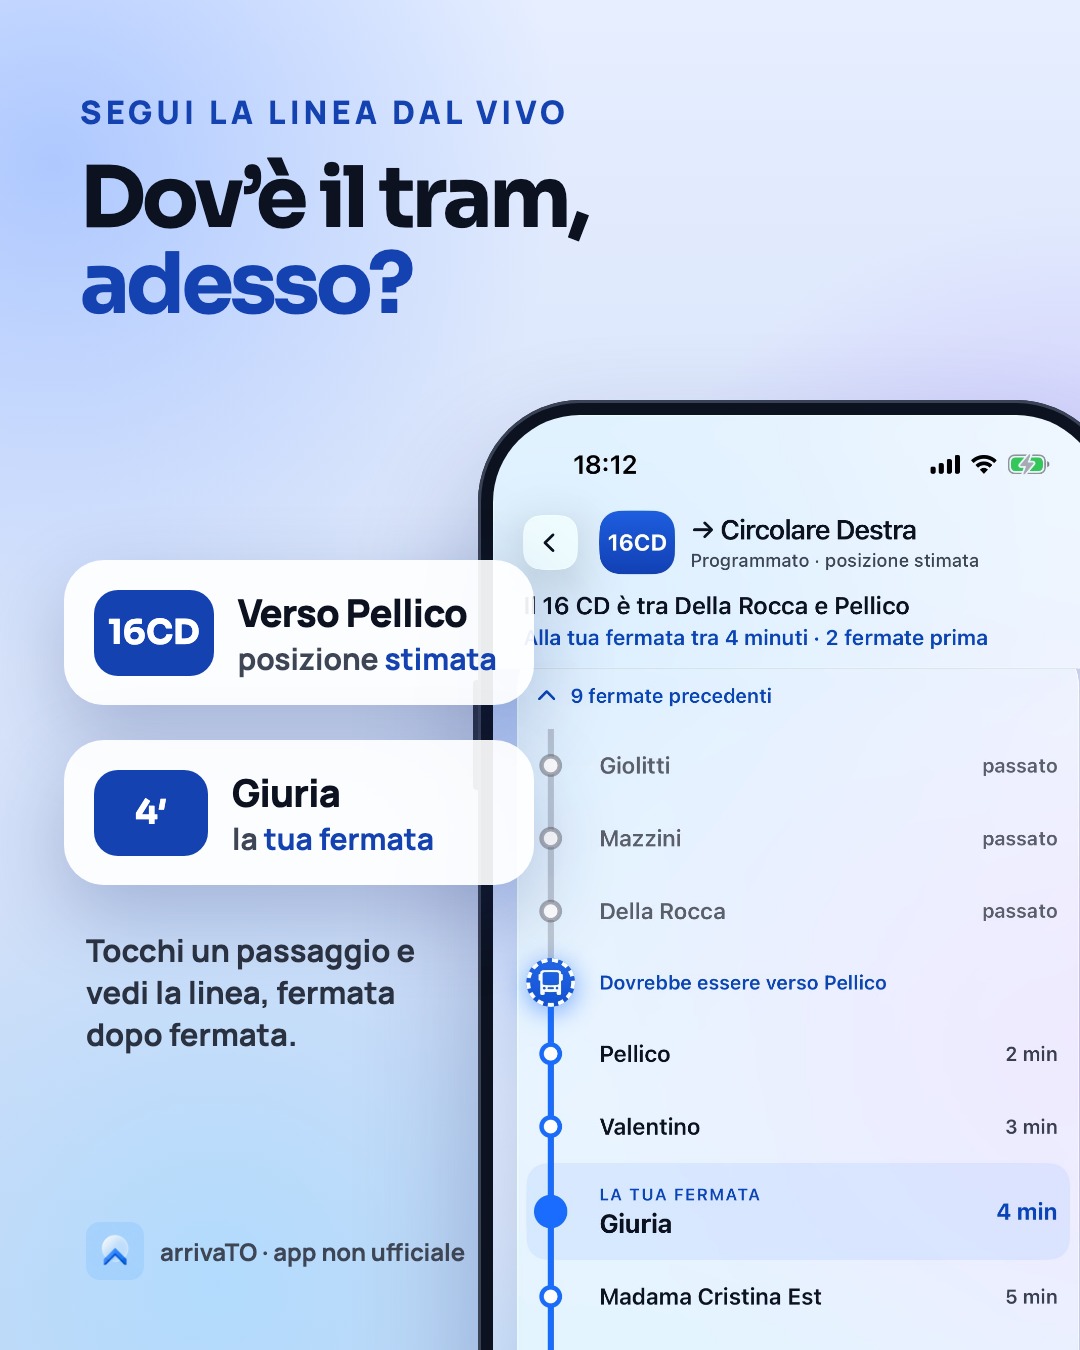 SEGUI LA LINEA DAL VIVO
Dov’è il tram,
adesso?
18:12
16CD
→ Circolare Destra
Programmato · posizione stimata
Il 16 CD è tra Della Rocca e Pellico
Alla tua fermata tra 4 minuti · 2 fermate prima
16CD
Verso Pellico
posizione stimata
9 fermate precedenti
Giolitti passato
4′
Giuria
la tua fermata
Mazzini passato
Della Rocca passato
Tocchi un passaggio e
vedi la linea, fermata
dopo fermata.
Dovrebbe essere verso Pellico
Pellico 2 min
Valentino 3 min
LA TUA FERMATA
Giuria 4 min
Madama Cristina Est 5 min
arrivaTO · app non ufficiale